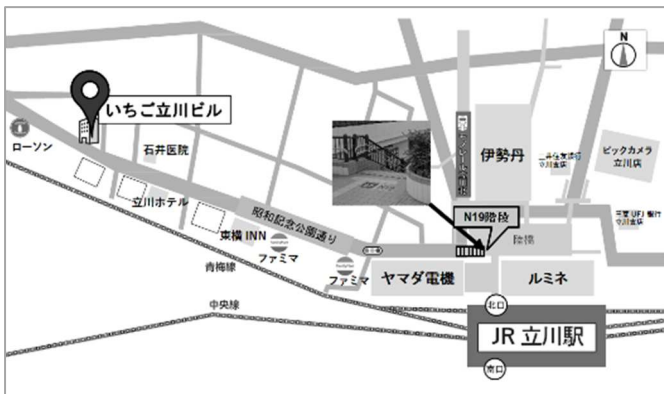 N
いちご立川ビル
ローソン
石井医院
立川ホテル
昭和記念公園通り
東横 INN
ファミマ
ファミマ
青梅線
中央線
伊勢丹
ビックカメラ
立川店
N19階段
陸橋
ヤマダ電機
ルミネ
北口
JR 立川駅
南口